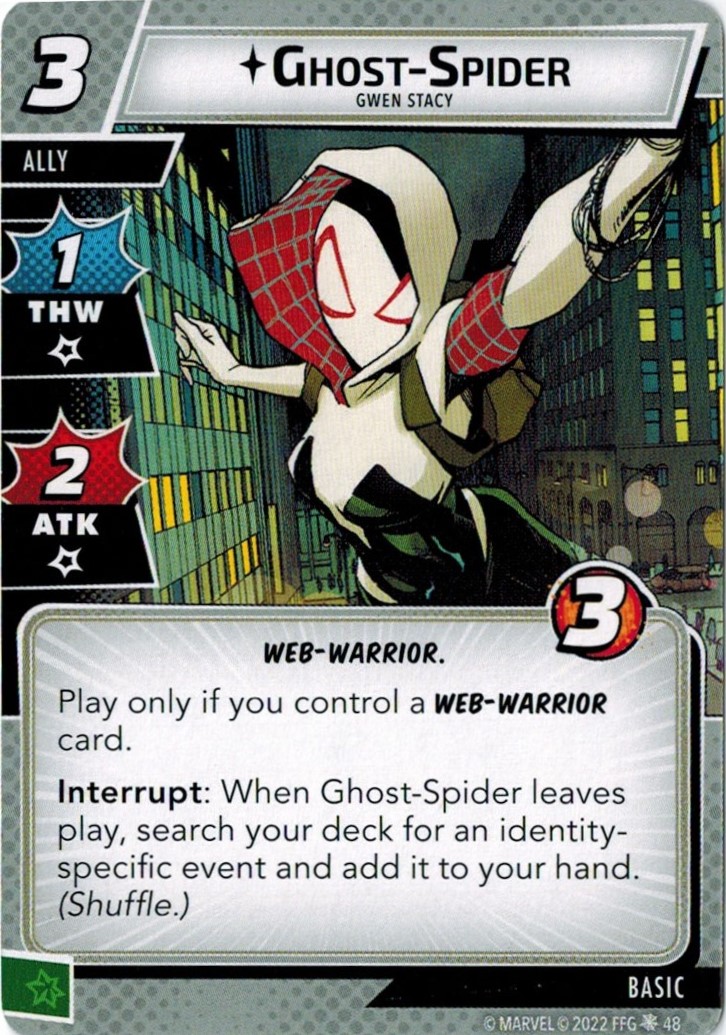 3
GHOST-SPIDER
GWEN STACY
ALLY
1
THW
2
ATK
3
WEB-WARRIOR.
Play only if you control a WEB-WARRIOR
card.
Interrupt: When Ghost-Spider leaves
play, search your deck for an identity-
specific event and add it to your hand.
(Shuffle.)
BASIC
© MARVEL © 2022 FFG 48